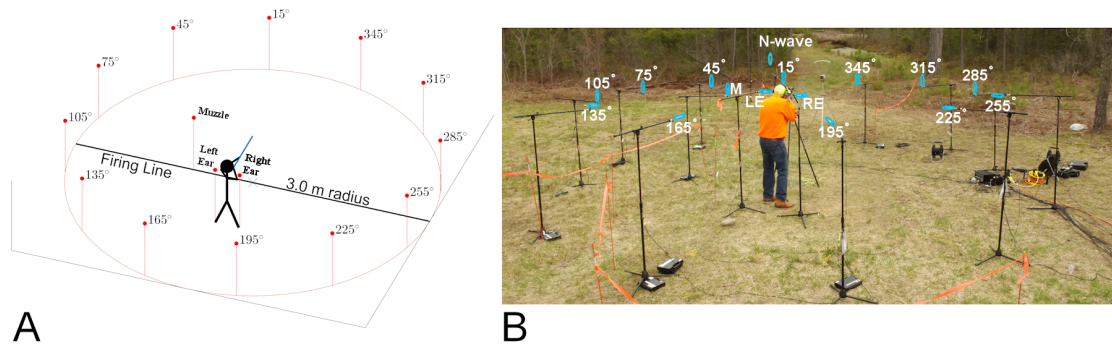 45°
15°
345°
75°
315°
105°
Muzzle
285°
Left
Ear
Right
Ear
Firing Line
3.0 m radius
135°
255°
165°
195°
225°
A
N-wave
105°
75°
45°
15°
345°
315°
285°
M
LE
RE
135°
165°
195°
225°
255°
B